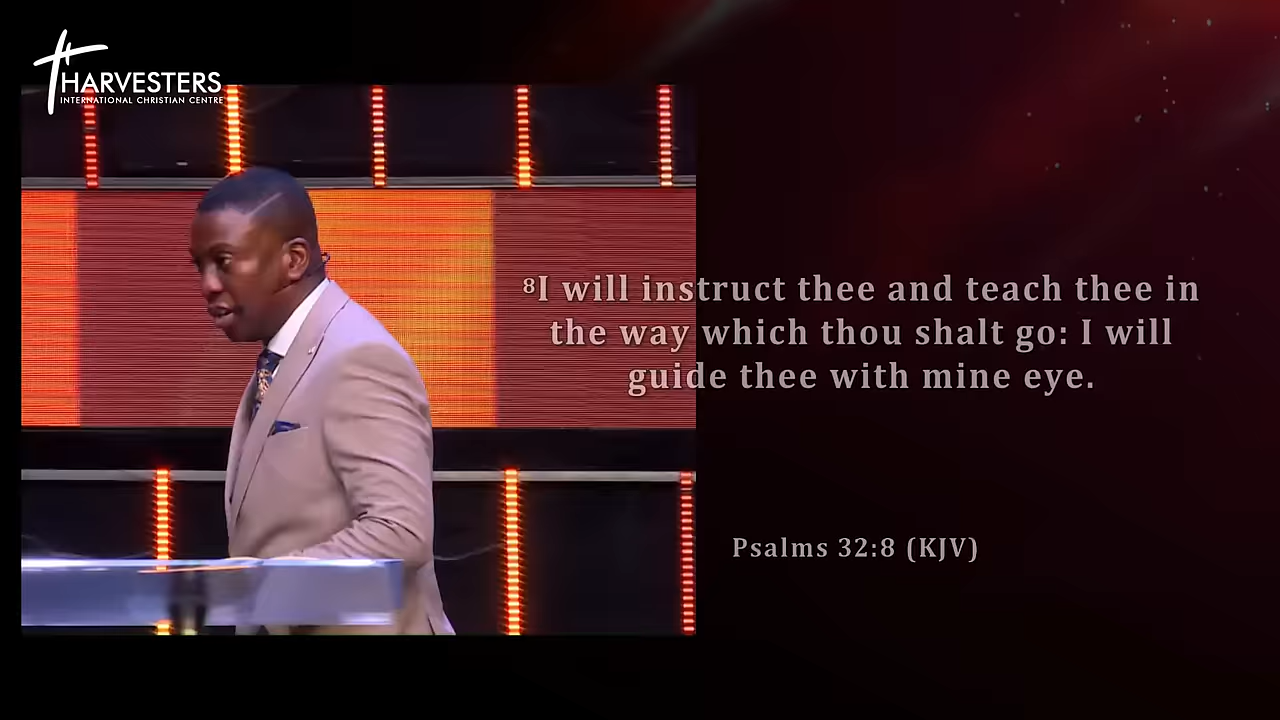 HARVESTERS
INTERNATIONAL CHRISTIAN CENTRE
⁸I will instruct thee and teach thee in
the way which thou shalt go: I will
guide thee with mine eye.
Psalms 32:8 (KJV)